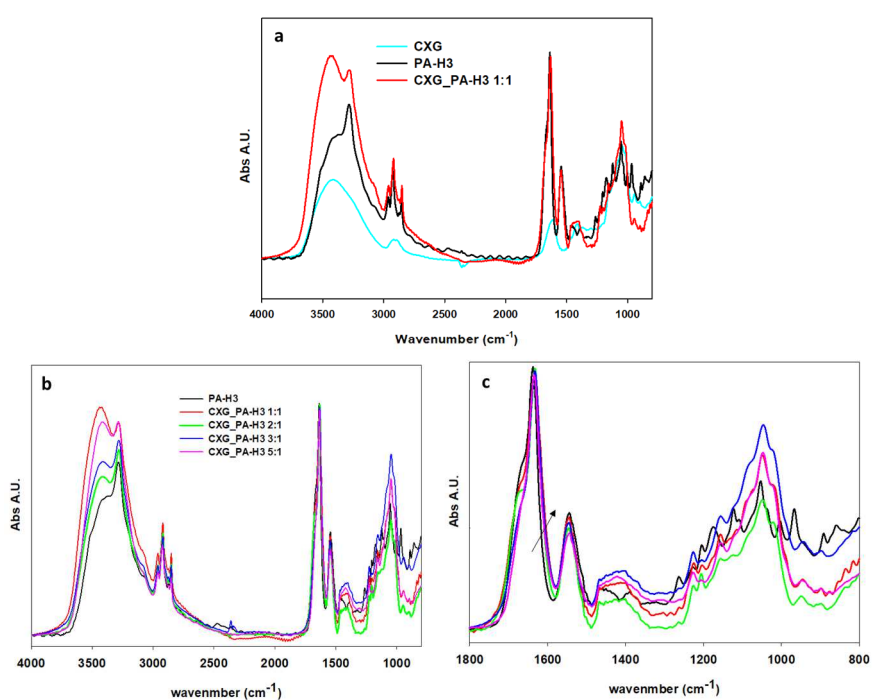 a
CXG
PA-H3
CXG_PA-H3 1:1
Abs A.U.
4000 3500 3000 2500 2000 1500 1000
Wavenumber (cm-1)
b
PA-H3
CXG_PA-H3 1:1
CXG_PA-H3 2:1
CXG_PA-H3 3:1
CXG_PA-H3 5:1
Abs A.U.
4000 3500 3000 2500 2000 1500 1000
wavenmber (cm-1)
c
Abs A.U.
1800 1600 1400 1200 1000 800
wavenmber (cm-1)